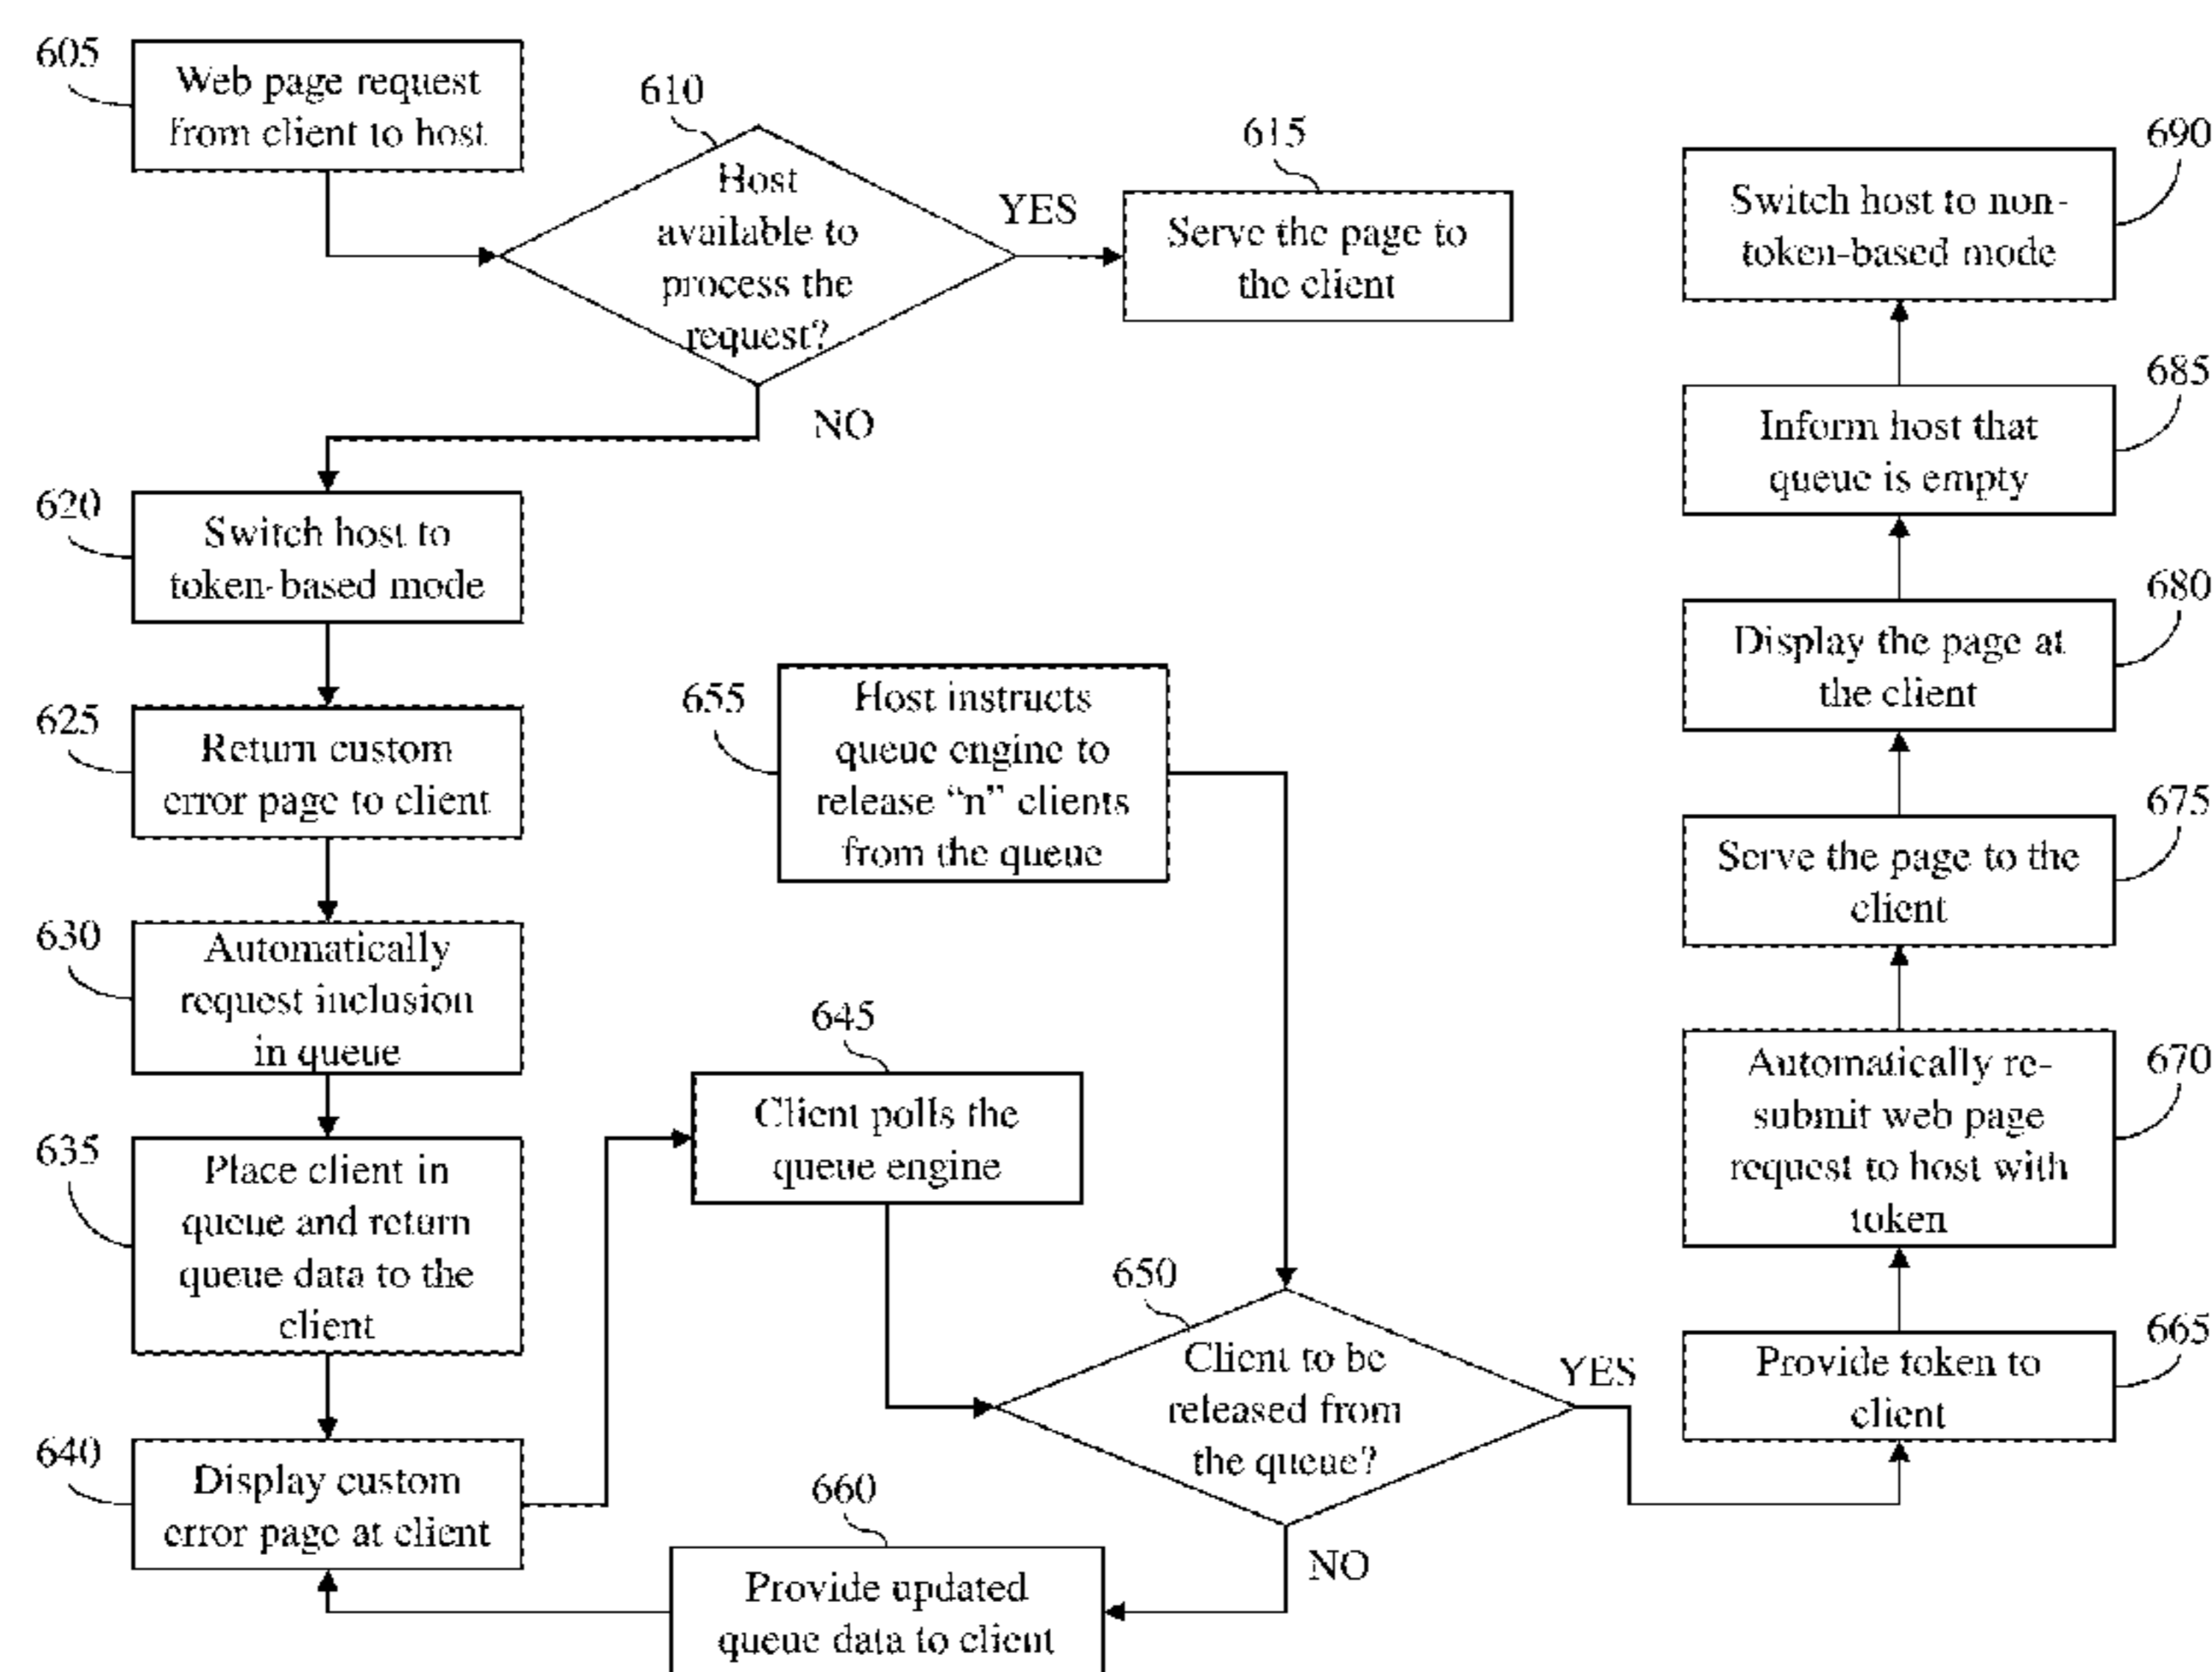 605
Web page request
from client to host
610
Host
available to
process the
request?
YES
615
Serve the page to
the client
NO
620
Switch host to
token-based mode
625
Return custom
error page to client
630
Automatically
request inclusion
in queue
635
Place client in
queue and return
queue data to the
client
640
Display custom
error page at client
645
Client polls the
queue engine
655
Host instructs
queue engine to
release “n” clients
from the queue
650
Client to be
released from
the queue?
YES
NO
660
Provide updated
queue data to client
690
Switch host to non-
token-based mode
685
Inform host that
queue is empty
680
Display the page at
the client
675
Serve the page to the
client
670
Automatically re-
submit web page
request to host with
token
665
Provide token to
client